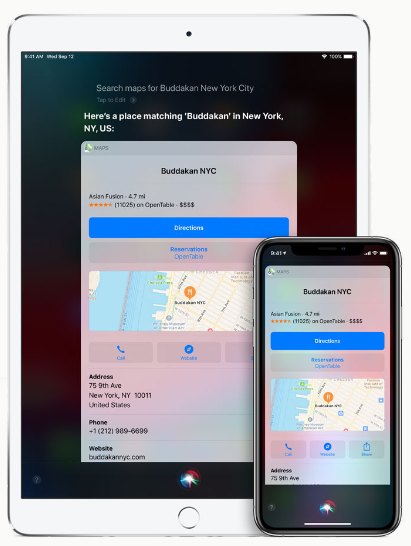 9:41 AM Wed Sep 12
100%
Search maps for Buddakan New York City
Tap to Edit
Here's a place matching 'Buddakan' in New York,
NY, US:
MAPS
Buddakan NYC
Asian Fusion · 4.7 mi
(11025) on OpenTable · $$$$
Directions
Reservations
OpenTable
Buddakan NYC
Call
Website
Address
75 9th Ave
New York, NY 10011
United States
Phone
+1 (212) 989-6699
Website
buddakannyc.com
?
9:41
MAPS
Buddakan NYC
Asian Fusion · 4.7 mi
(11025) on OpenTable · $$$$
Directions
Reservations
OpenTable
Buddakan NYC
Call
Website
Share
Address
75 9th Ave
?